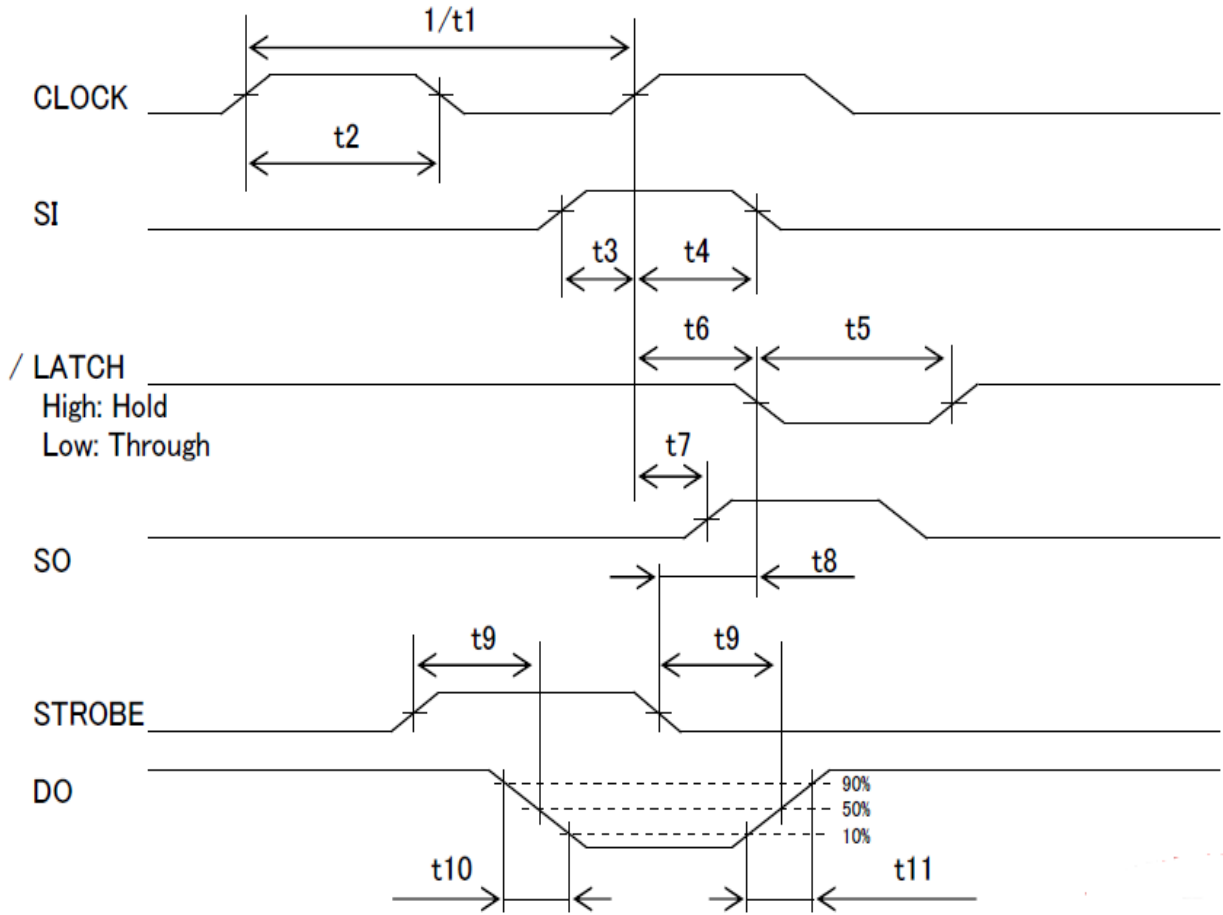 1/t1
CLOCK
t2
SI
t3
t4
t6
t5
/ LATCH
High: Hold
Low: Through
t7
SO
t8
t9
t9
STROBE
DO
90%
50%
10%
t10
t11